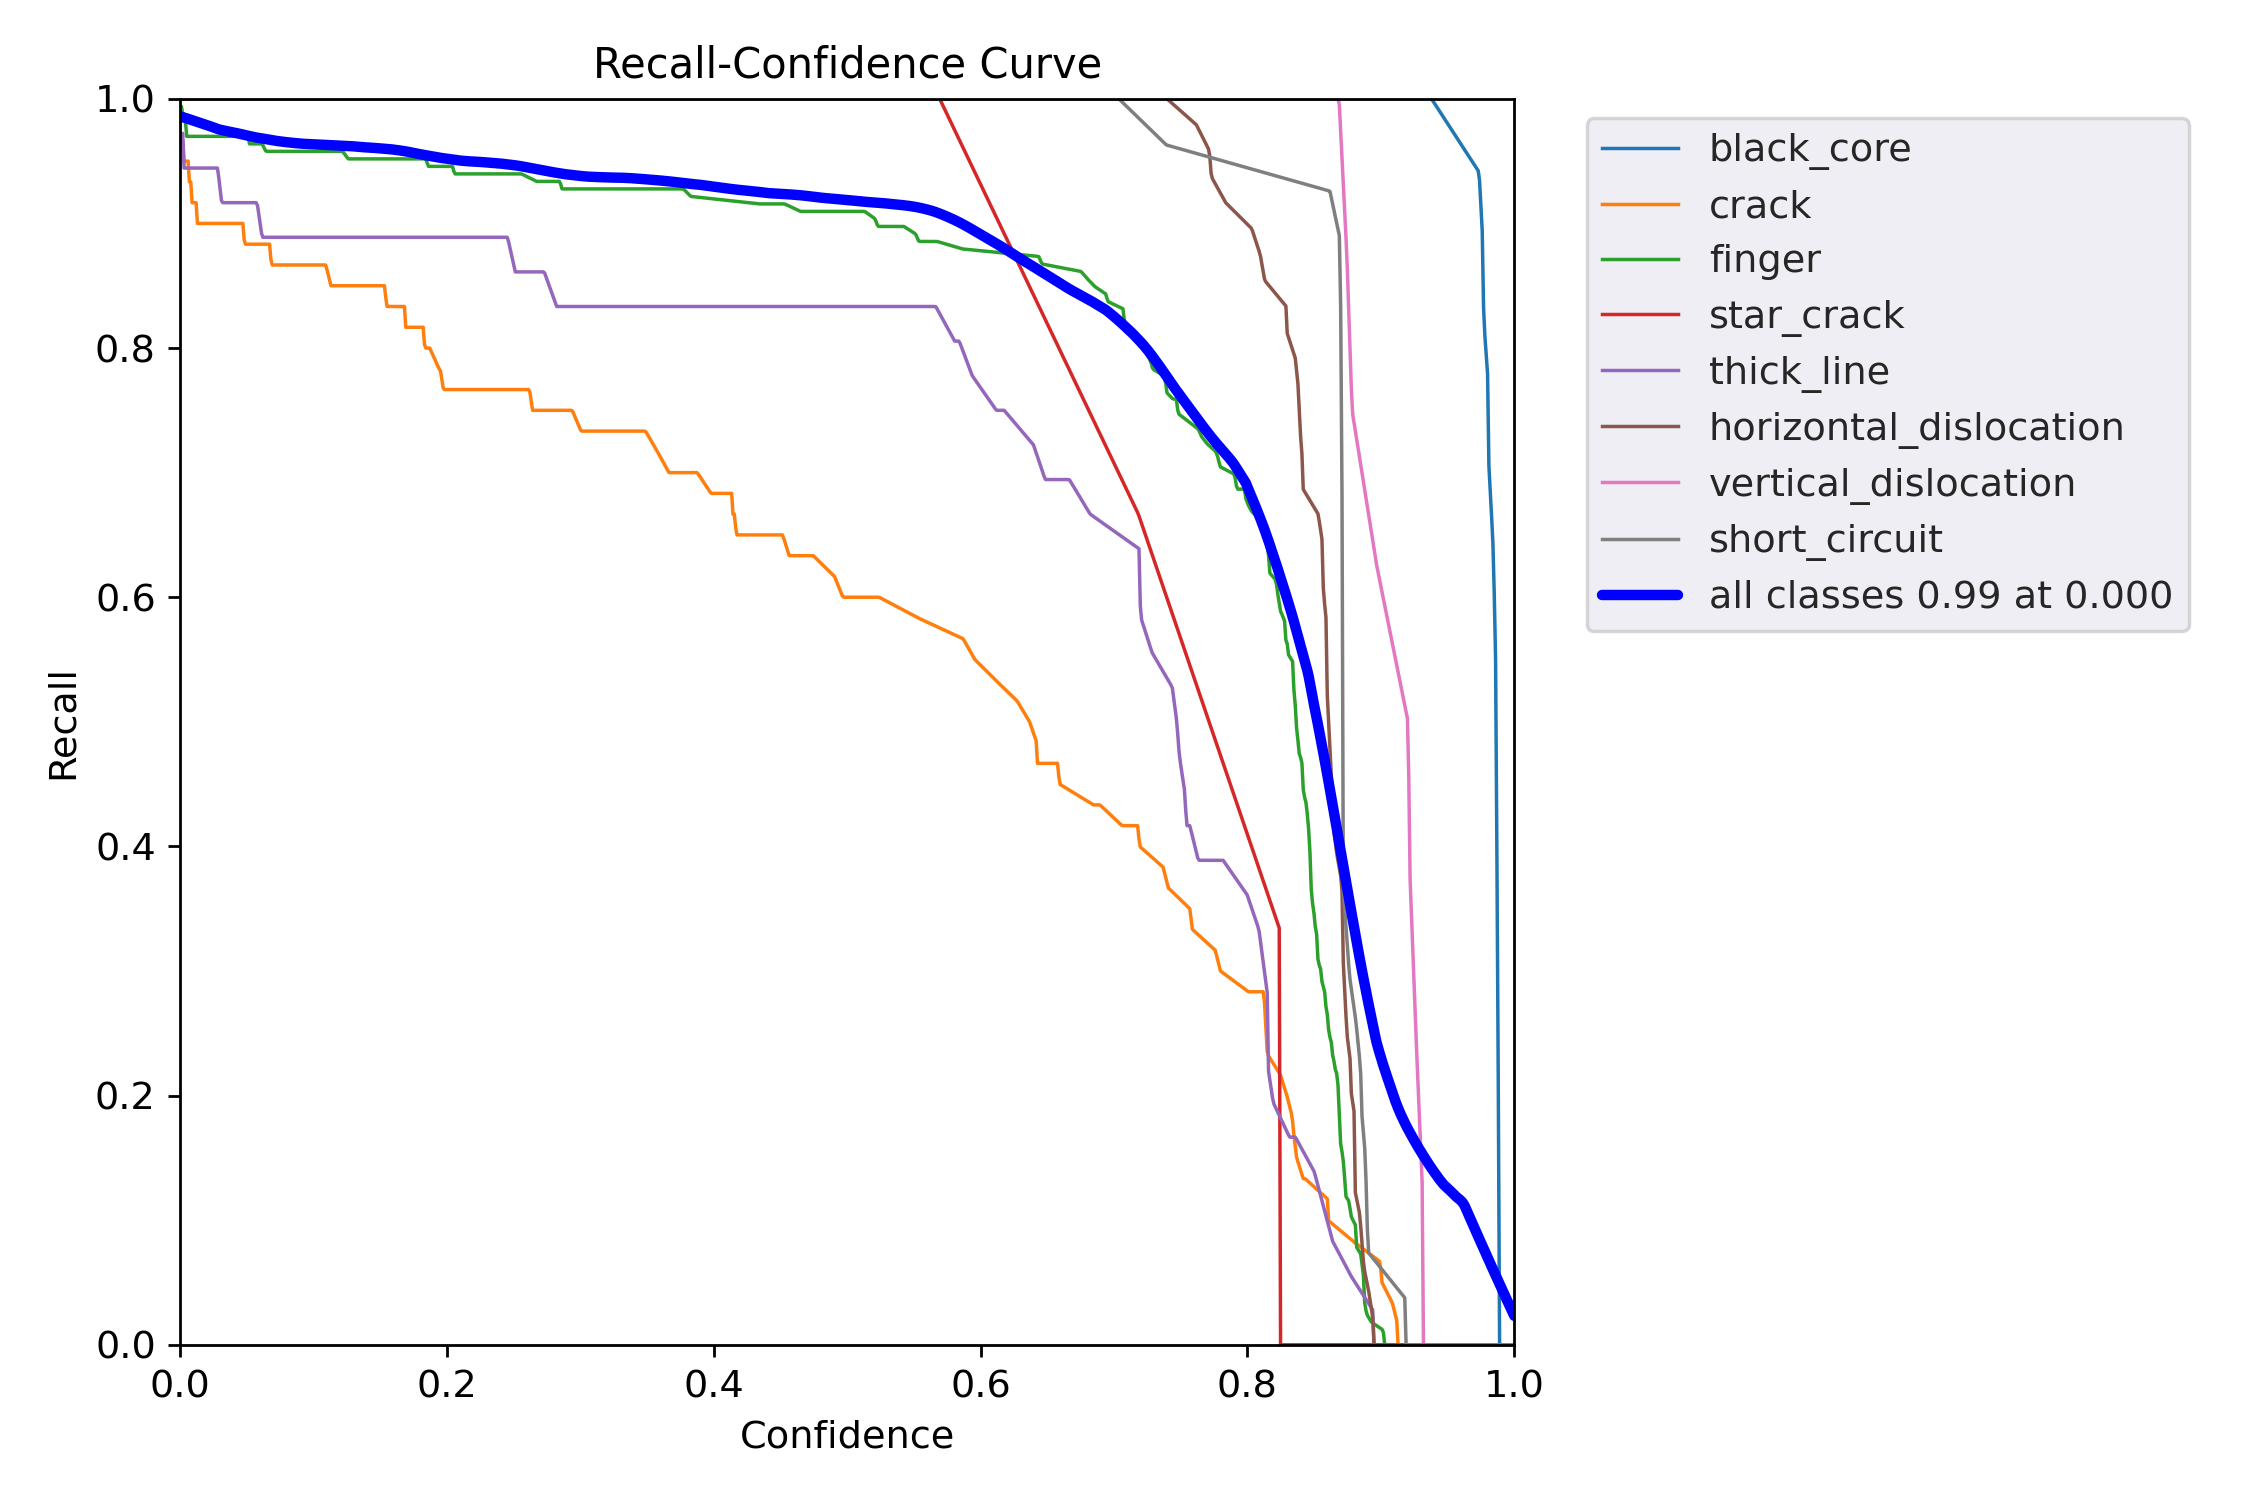 Recall-Confidence Curve
1.0
0.8
0.6
0.4
0.2
0.0
Recall
0.0 0.2 0.4 0.6 0.8 1.0
Confidence
black_core
crack
finger
star_crack
thick_line
horizontal_dislocation
vertical_dislocation
short_circuit
all classes 0.99 at 0.000